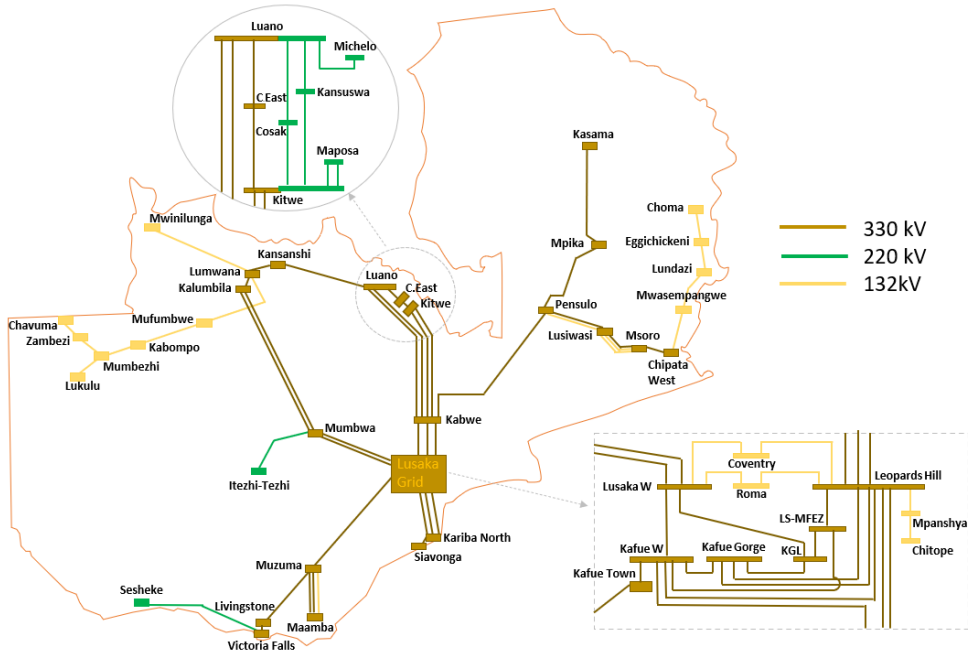 Luano
Michelo
C.East
Kansuswa
Cosak
Maposa
Kitwe
Kasama
Mwinilunga
Choma
330 kV
Eggichickeni
Mpika
220 kV
Kansanshi
Lumwana
Luano
Lundazi
132kV
Kalumbila
C.East
Kitwe
Mwasempangwe
Pensulo
Chavuma
Mufumbwe
Zambezi
Lusiwasi
Msoro
Kabompo
Mumbezhi
Chipata
West
Lukulu
Kabwe
Mumbwa
Lusaka
Grid
Coventry
Leopards Hill
Itezhi-Tezhi
Lusaka W
Roma
LS-MFEZ
Mpanshya
Kariba North
Siavonga
Kafue W
Kafue Gorge
KGL
Chitope
Muzuma
Kafue Town
Sesheke
Livingstone
Maamba
Victoria Falls